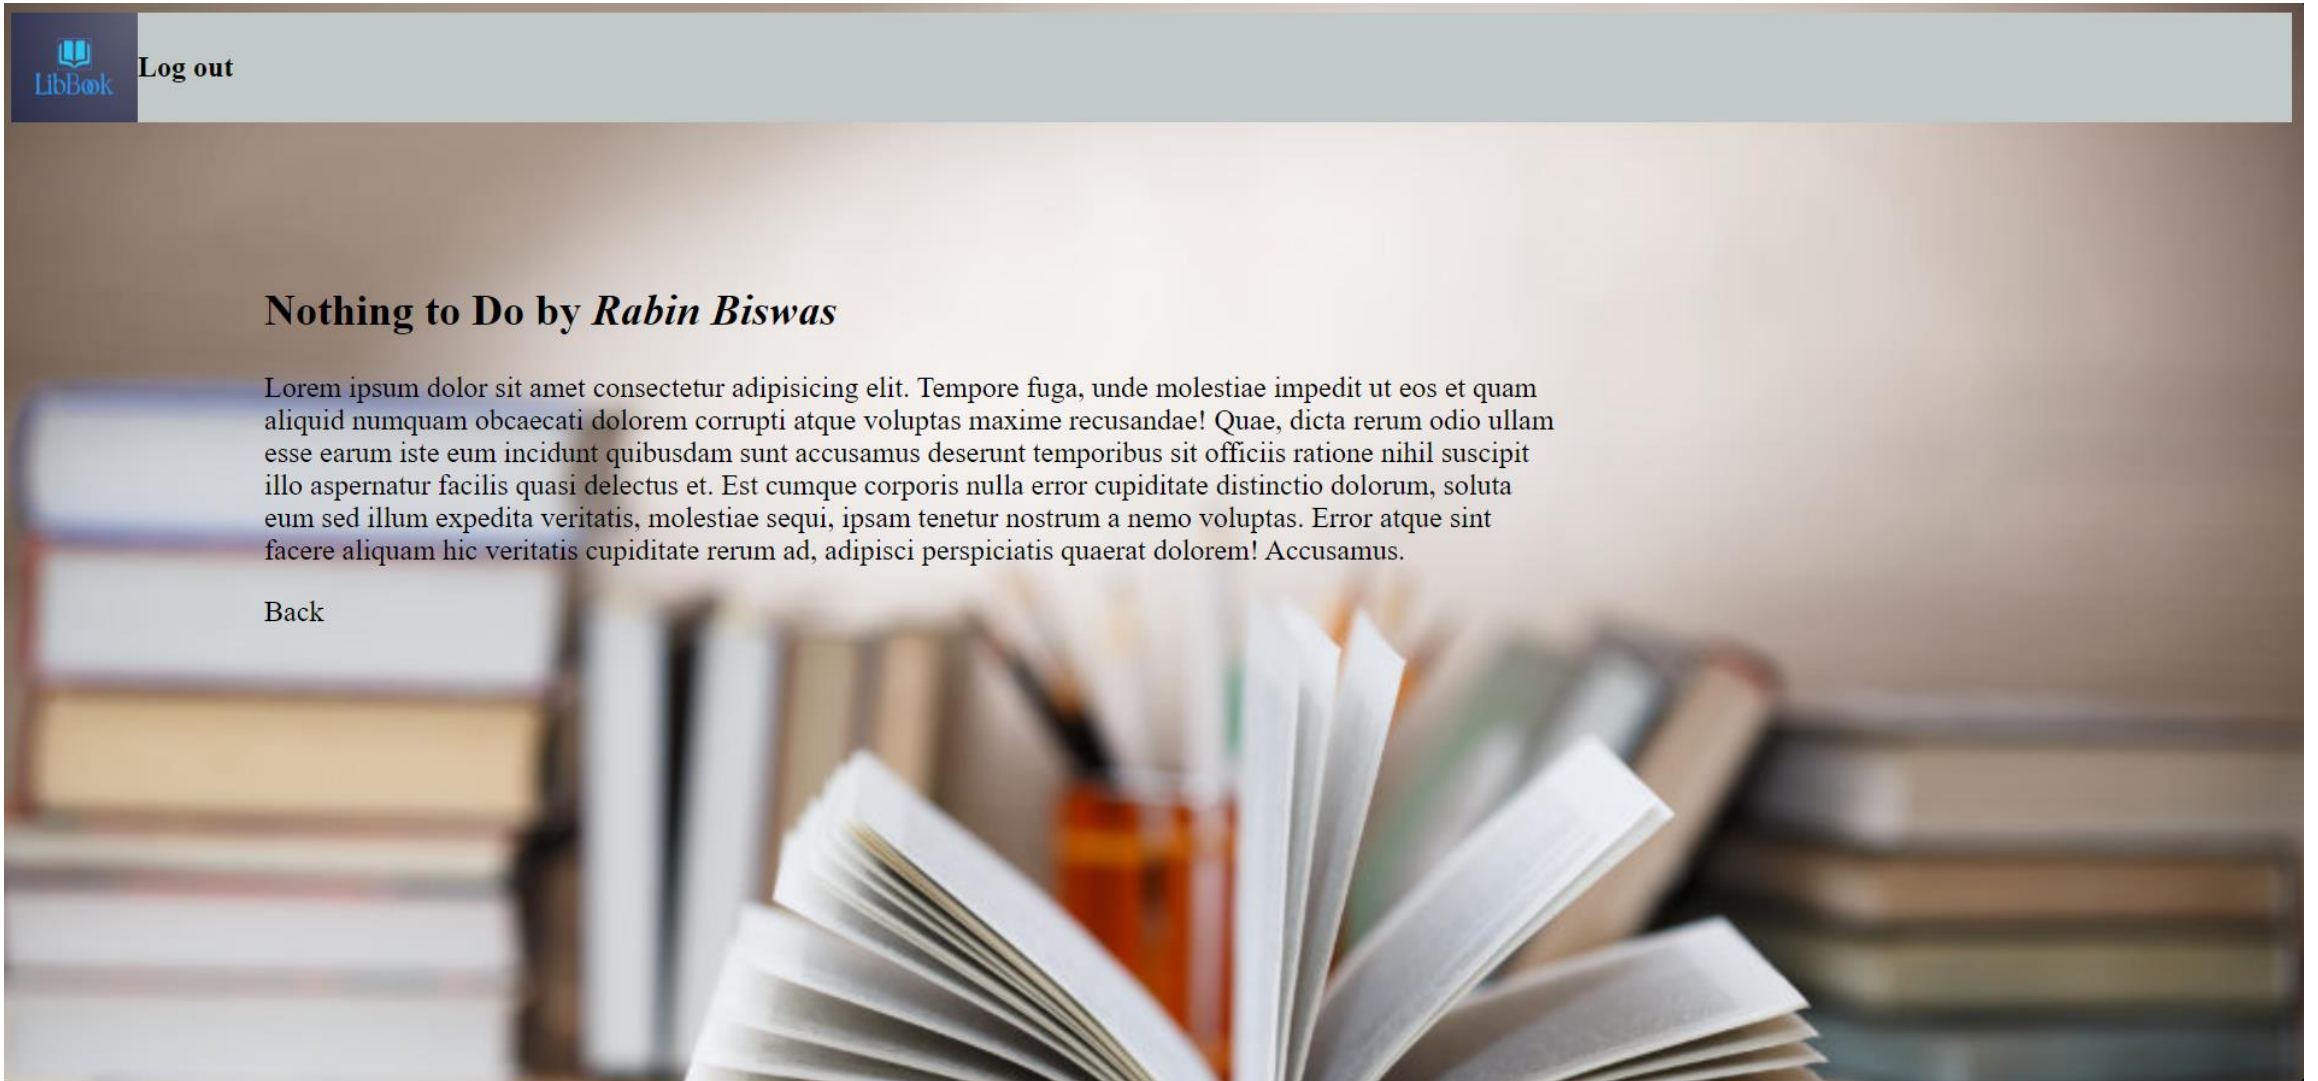 LibBook
Log out
Nothing to Do by Rabin Biswas
Lorem ipsum dolor sit amet consectetur adipisicing elit. Tempore fuga, unde molestiae impedit ut eos et quam
aliquid numquam obcaecati dolorem corrupti atque voluptas maxime recusandae! Quae, dicta rerum odio ullam
esse earum iste eum incidunt quibusdam sunt accusamus deserunt temporibus sit officiis ratione nihil suscipit
illo aspernatur facilis quasi delectus et. Est cumque corporis nulla error cupiditate distinctio dolorum, soluta
eum sed illum expedita veritatis, molestiae sequi, ipsam tenetur nostrum a nemo voluptas. Error atque sint
facere aliquam hic veritatis cupiditate rerum ad, adipisci perspiciatis quaerat dolorem! Accusamus.
Back